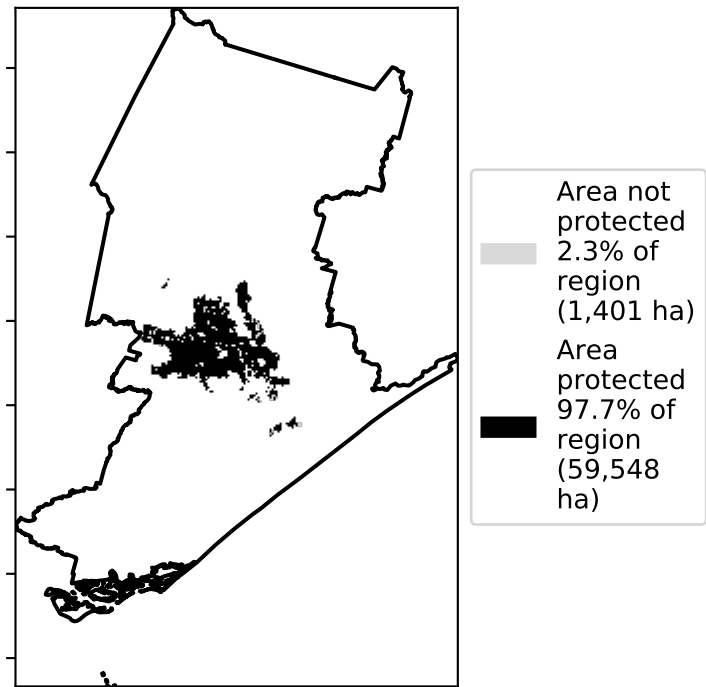 Area not
protected
2.3% of
region
(1,401 ha)
Area
protected
97.7% of
region
(59,548
ha)